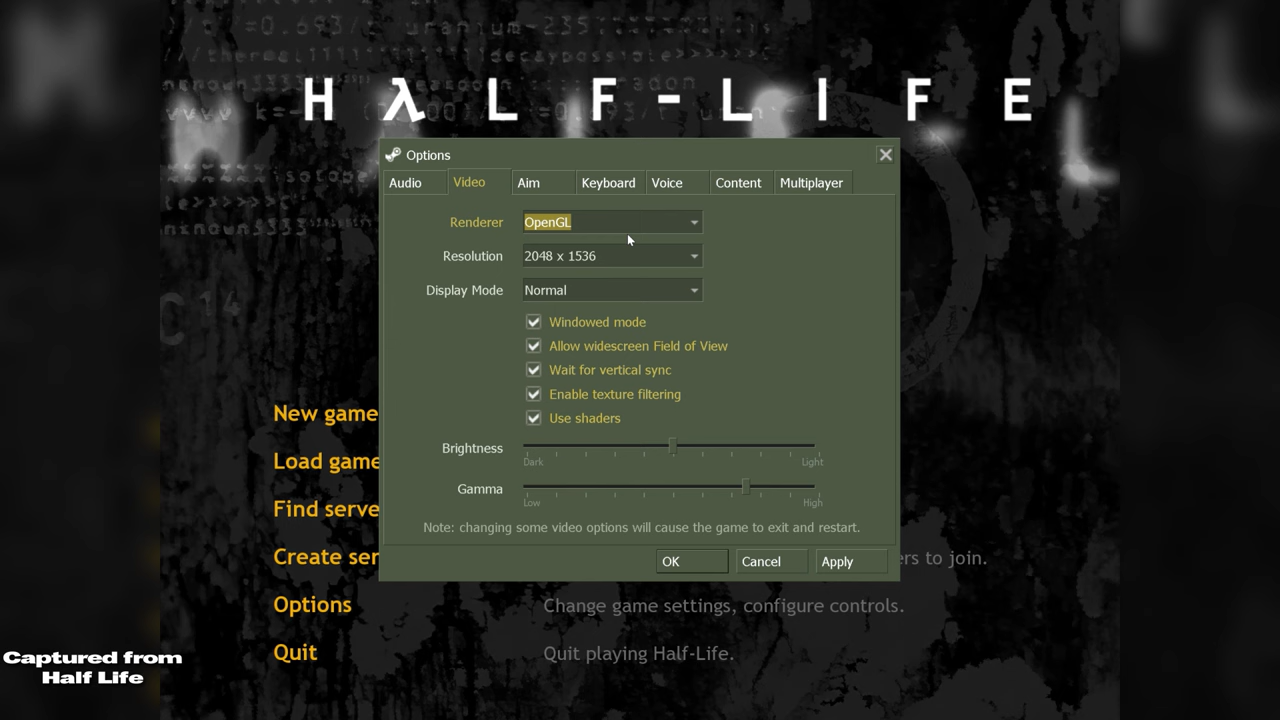 HλLF-LIFE
Options
Audio Video Aim Keyboard Voice Content Multiplayer
Renderer OpenGL
Resolution 2048 x 1536
Display Mode Normal
Windowed mode
Allow widescreen Field of View
Wait for vertical sync
Enable texture filtering
Use shaders
Brightness
Dark Light
Gamma
Low High
Note: changing some video options will cause the game to exit and restart.
OK Cancel Apply
New game
Load game
Find serve
Create ser
ers to join.
Options Change game settings, configure controls.
Quit Quit playing Half-Life.
Captured from
Half Life